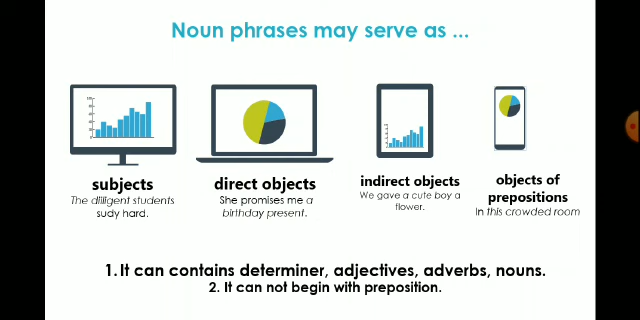 Noun phrases may serve as ...
subjects
The dilligent students
sudy hard.
direct objects
She promises me a
birthday present.
indirect objects
We gave a cute boy a
flower.
objects of
prepositions
In this crowded room
1. It can contains determiner, adjectives, adverbs, nouns.
2. It can not begin with preposition.